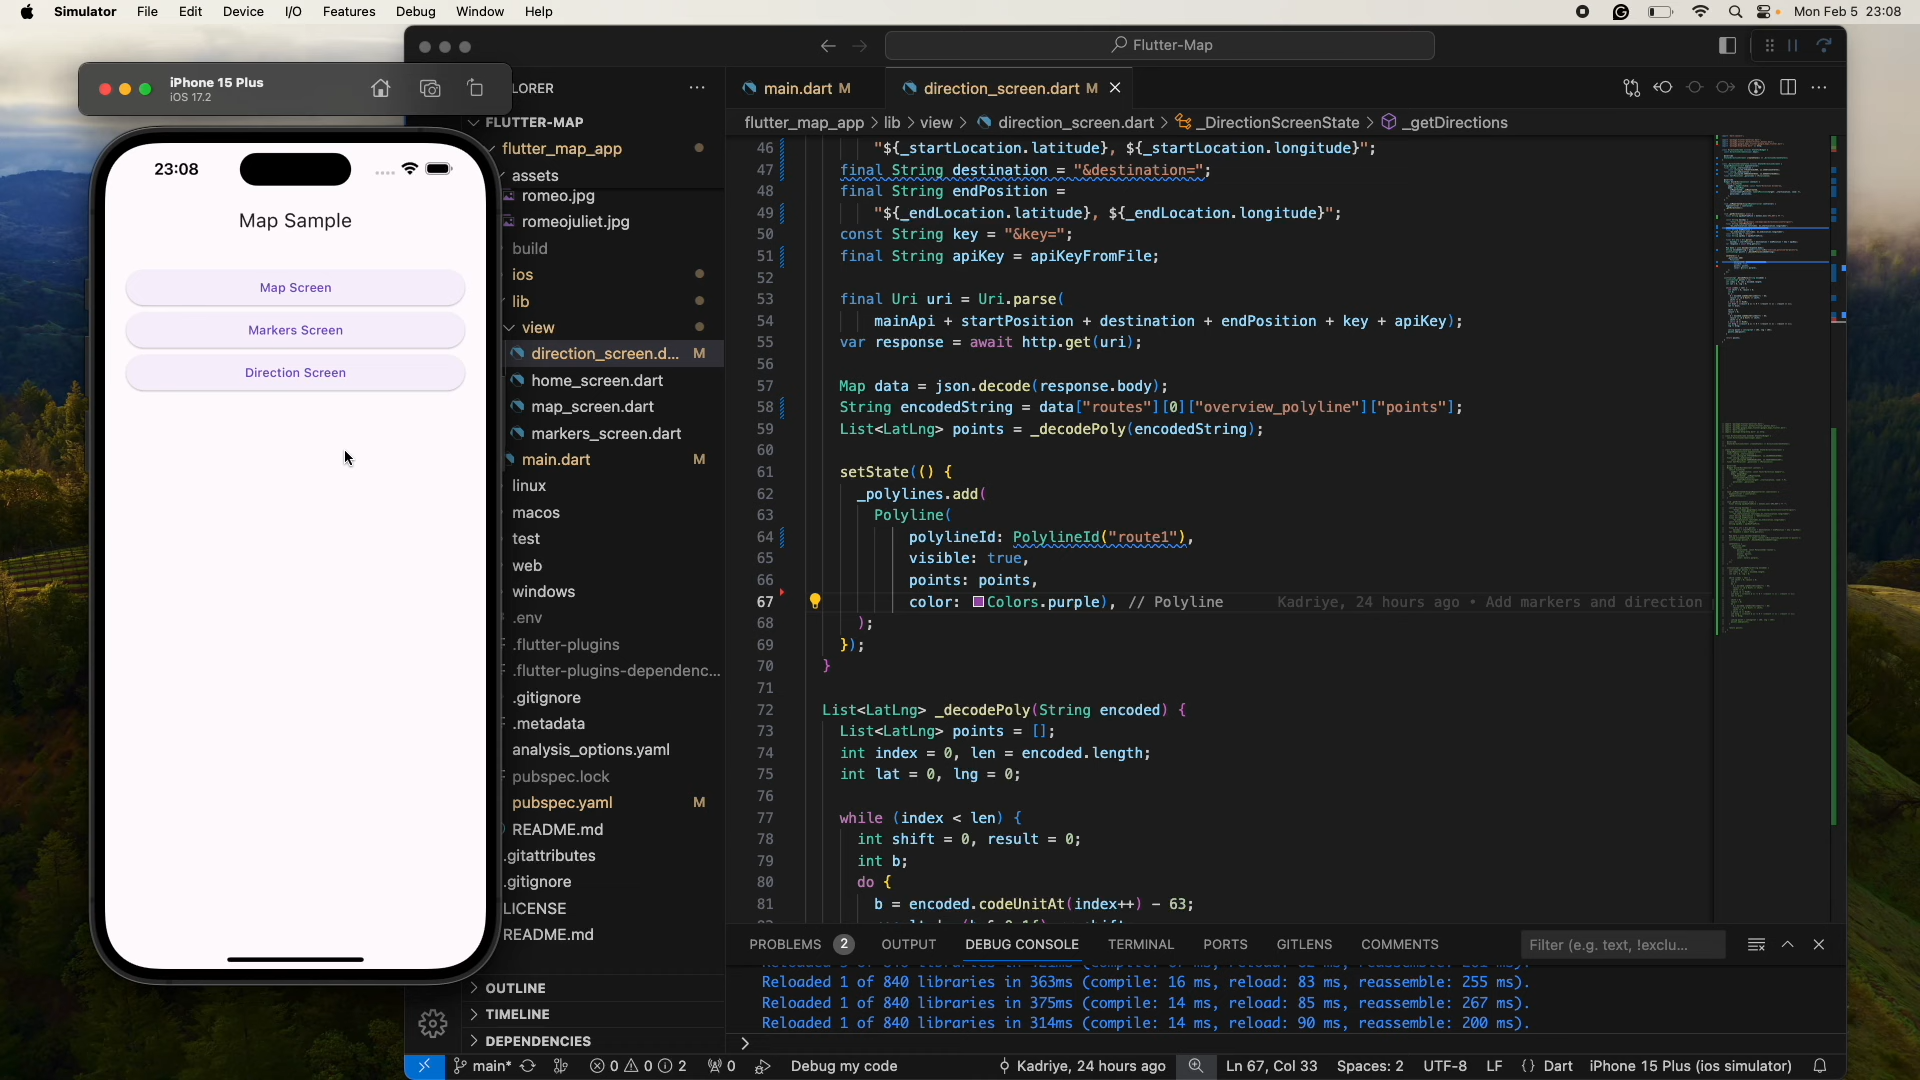 Simulator File Edit Device I/O Features Debug Window Help
Mon Feb 5 23:08
iPhone 15 Plus
iOS 17.2
23:08
Map Sample
Map Screen
Markers Screen
Direction Screen
Flutter-Map
LORER
FLUTTER-MAP
flutter_map_app
assets
romeo.jpg
romeojuliet.jpg
build
ios
lib
view
direction_screen.d... M
home_screen.dart
map_screen.dart
markers_screen.dart
main.dart M
linux
macos
test
web
windows
.env
.flutter-plugins
.flutter-plugins-dependenc...
.gitignore
.metadata
analysis_options.yaml
pubspec.lock
pubspec.yaml M
README.md
.gitattributes
.gitignore
LICENSE
README.md
OUTLINE
TIMELINE
DEPENDENCIES
main.dart M direction_screen.dart M
flutter_map_app > lib > view > direction_screen.dart > _DirectionScreenState > _getDirections
46 "${_startLocation.latitude}, ${_startLocation.longitude}";
47 final String destination = "&destination=";
48 final String endPosition =
49 "${_endLocation.latitude}, ${_endLocation.longitude}";
50 const String key = "&key=";
51 final String apiKey = apiKeyFromFile;
52
53 final Uri uri = Uri.parse(
54 mainApi + startPosition + destination + endPosition + key + apiKey);
55 var response = await http.get(uri);
56
57 Map data = json.decode(response.body);
58 String encodedString = data["routes"][0]["overview_polyline"]["points"];
59 List<LatLng> points = _decodePoly(encodedString);
60
61 setState(() {
62 _polylines.add(
63 Polyline(
64 polylineId: PolylineId("route1"),
65 visible: true,
66 points: points,
67 color: Colors.purple), // Polyline Kadriye, 24 hours ago • Add markers and direction
68 );
69 });
70 }
71
72 List<LatLng> _decodePoly(String encoded) {
73 List<LatLng> points = [];
74 int index = 0, len = encoded.length;
75 int lat = 0, lng = 0;
76
77 while (index < len) {
78 int shift = 0, result = 0;
79 int b;
80 do {
81 b = encoded.codeUnitAt(index++) - 63;
PROBLEMS 2 OUTPUT DEBUG CONSOLE TERMINAL PORTS GITLENS COMMENTS Filter (e.g. text, !exclu...
Reloaded 1 of 840 libraries in 363ms (compile: 16 ms, reload: 83 ms, reassemble: 255 ms).
Reloaded 1 of 840 libraries in 375ms (compile: 14 ms, reload: 85 ms, reassemble: 267 ms).
Reloaded 1 of 840 libraries in 314ms (compile: 14 ms, reload: 90 ms, reassemble: 200 ms).
main* 0 0 2 0 Debug my code Kadriye, 24 hours ago Ln 67, Col 33 Spaces: 2 UTF-8 LF {} Dart iPhone 15 Plus (ios simulator)